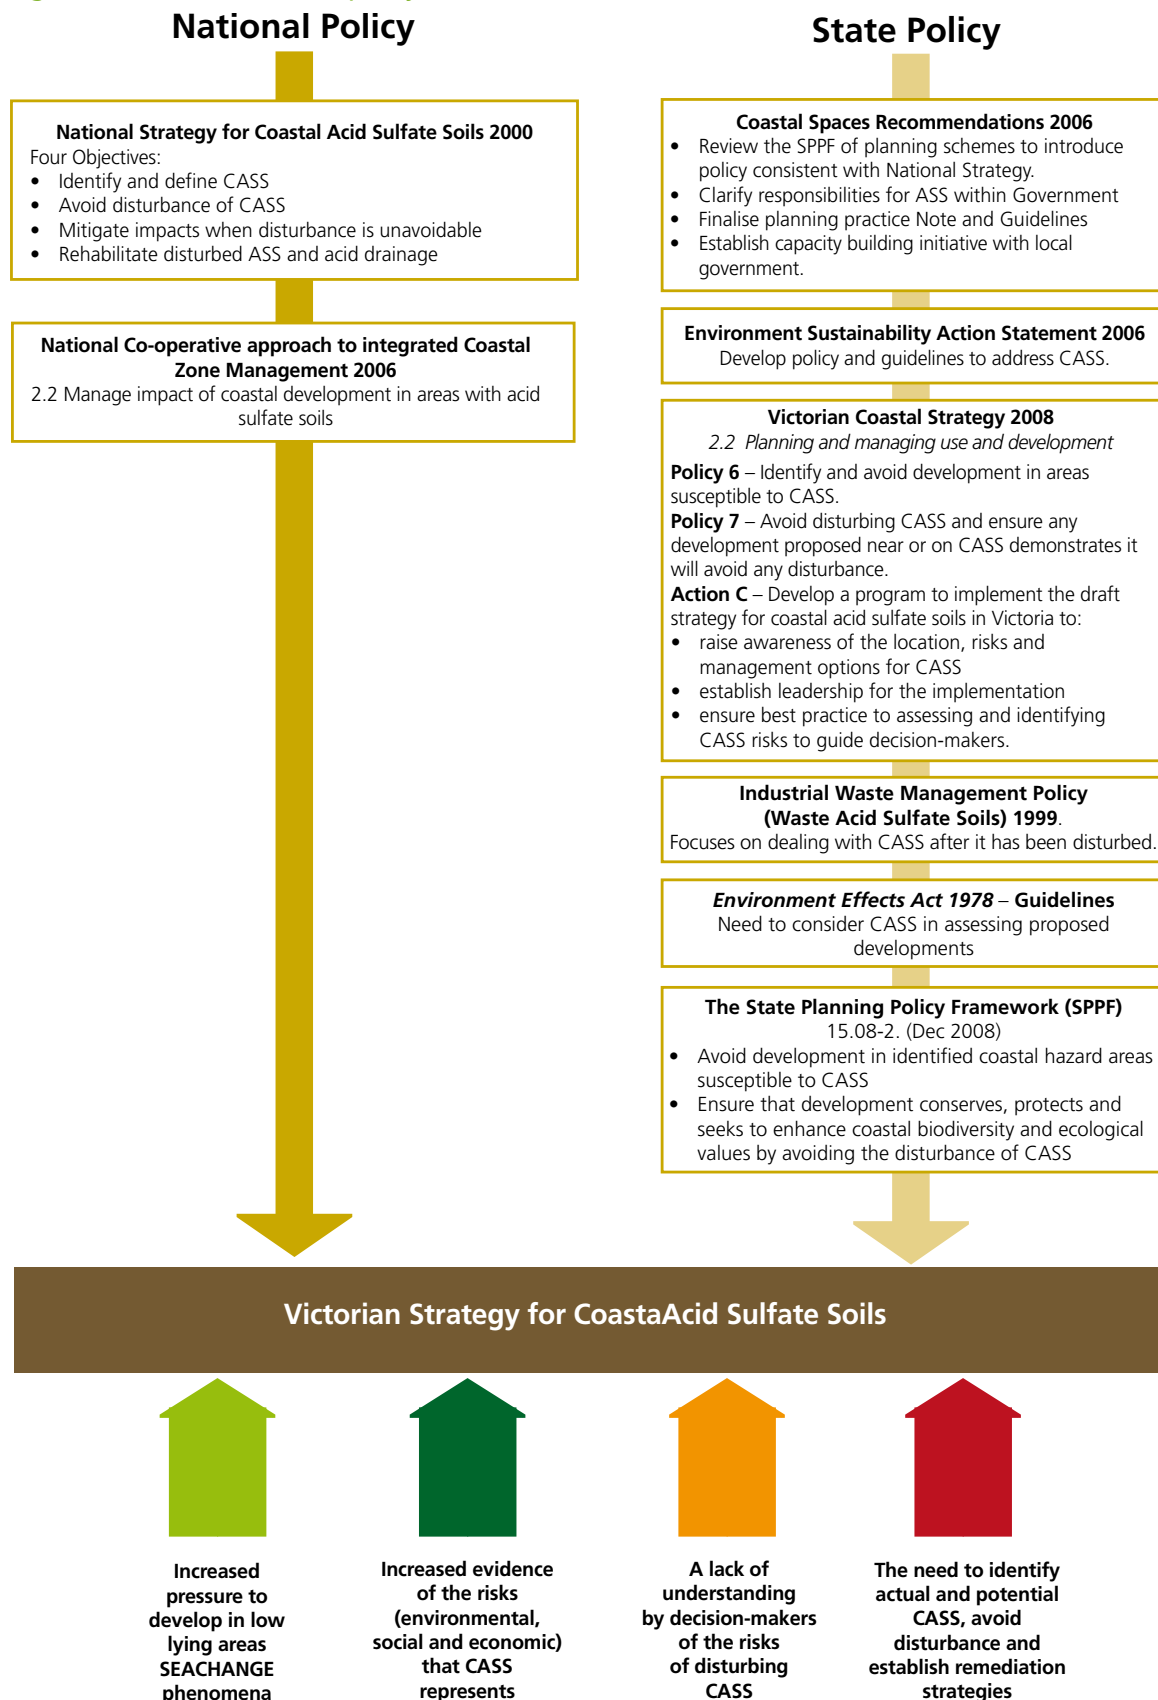 National Policy
National Strategy for Coastal Acid Sulfate Soils 2000
Four Objectives:
• Identify and define CASS
• Avoid disturbance of CASS
• Mitigate impacts when disturbance is unavoidable
• Rehabilitate disturbed ASS and acid drainage
National Co-operative approach to integrated Coastal
Zone Management 2006
2.2 Manage impact of coastal development in areas with acid
sulfate soils
State Policy
Coastal Spaces Recommendations 2006
• Review the SPPF of planning schemes to introduce
policy consistent with National Strategy.
• Clarify responsibilities for ASS within Government
• Finalise planning practice Note and Guidelines
• Establish capacity building initiative with local
government.
Environment Sustainability Action Statement 2006
Develop policy and guidelines to address CASS.
Victorian Coastal Strategy 2008
2.2 Planning and managing use and development
Policy 6 – Identify and avoid development in areas
susceptible to CASS.
Policy 7 – Avoid disturbing CASS and ensure any
development proposed near or on CASS demonstrates it
will avoid any disturbance.
Action C – Develop a program to implement the draft
strategy for coastal acid sulfate soils in Victoria to:
• raise awareness of the location, risks and
management options for CASS
• establish leadership for the implementation
• ensure best practice to assessing and identifying
CASS risks to guide decision-makers.
Industrial Waste Management Policy
(Waste Acid Sulfate Soils) 1999.
Focuses on dealing with CASS after it has been disturbed.
Environment Effects Act 1978 – Guidelines
Need to consider CASS in assessing proposed
developments
The State Planning Policy Framework (SPPF)
15.08-2. (Dec 2008)
• Avoid development in identified coastal hazard areas
susceptible to CASS
• Ensure that development conserves, protects and
seeks to enhance coastal biodiversity and ecological
values by avoiding the disturbance of CASS
Victorian Strategy for CoastaAcid Sulfate Soils
Increased
pressure to
develop in low
lying areas
SEACHANGE
phenomena
Increased evidence
of the risks
(environmental,
social and economic)
that CASS
represents
A lack of
understanding
by decision-makers
of the risks
of disturbing
CASS
The need to identify
actual and potential
CASS, avoid
disturbance and
establish remediation
strategies